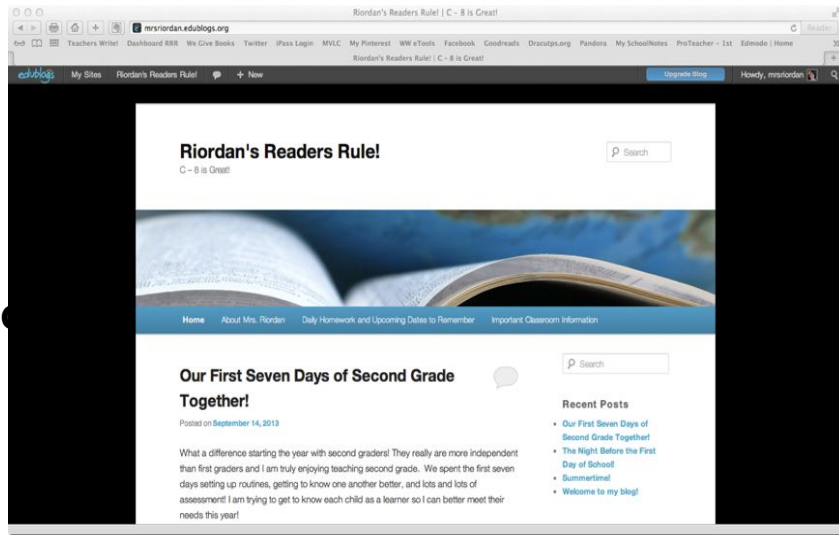 Riordan's Readers Rule! | C – 8 is Great!
mrsriordan.edublogs.org
Reader
Teachers Write! Dashboard RRR We Give Books Twitter iPass Login MVLC My Pinterest WW eTools Facebook Goodreads Dracutps.org Pandora My SchoolNotes ProTeacher – 1st Edmodo | Home
Riordan's Readers Rule! | C – 8 is Great!
edublogs My Sites Riordan's Readers Rule! + New Upgrade Blog Howdy, mrsriordan
Riordan's Readers Rule!
C – 8 is Great!
Search
Home About Mrs. Riordan Daily Homework and Upcoming Dates to Remember Important Classroom Information
Our First Seven Days of Second Grade
Together!
Posted on September 14, 2013
What a difference starting the year with second graders! They really are more independent
than first graders and I am truly enjoying teaching second grade. We spent the first seven
days setting up routines, getting to know one another better, and lots and lots of
assessment! I am trying to get to know each child as a learner so I can better meet their
needs this year!
Search
Recent Posts
Our First Seven Days of
Second Grade Together!
The Night Before the First
Day of School!
Summertime!
Welcome to my blog!